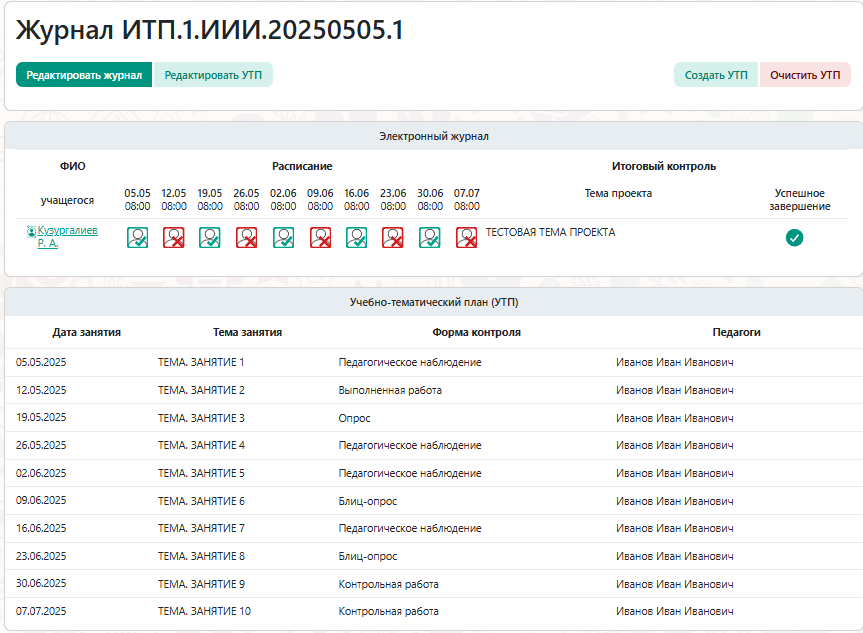 Журнал ИТП.1.ИИИ.20250505.1
Редактировать журнал Редактировать УТП Создать УТП Очистить УТП
Электронный журнал
ФИО Расписание Итоговый контроль
учащегося 05.05 12.05 19.05 26.05 02.06 09.06 16.06 23.06 30.06 07.07 Тема проекта Успешное
08:00 08:00 08:00 08:00 08:00 08:00 08:00 08:00 08:00 08:00 завершение
Кузургалиев ТЕСТОВАЯ ТЕМА ПРОЕКТА
Р. А.
Учебно-тематический план (УТП)
Дата занятия Тема занятия Форма контроля Педагоги
05.05.2025 ТЕМА. ЗАНЯТИЕ 1 Педагогическое наблюдение Иванов Иван Иванович
12.05.2025 ТЕМА. ЗАНЯТИЕ 2 Выполненная работа Иванов Иван Иванович
19.05.2025 ТЕМА. ЗАНЯТИЕ 3 Опрос Иванов Иван Иванович
26.05.2025 ТЕМА. ЗАНЯТИЕ 4 Педагогическое наблюдение Иванов Иван Иванович
02.06.2025 ТЕМА. ЗАНЯТИЕ 5 Педагогическое наблюдение Иванов Иван Иванович
09.06.2025 ТЕМА. ЗАНЯТИЕ 6 Блиц-опрос Иванов Иван Иванович
16.06.2025 ТЕМА. ЗАНЯТИЕ 7 Педагогическое наблюдение Иванов Иван Иванович
23.06.2025 ТЕМА. ЗАНЯТИЕ 8 Блиц-опрос Иванов Иван Иванович
30.06.2025 ТЕМА. ЗАНЯТИЕ 9 Контрольная работа Иванов Иван Иванович
07.07.2025 ТЕМА. ЗАНЯТИЕ 10 Контрольная работа Иванов Иван Иванович